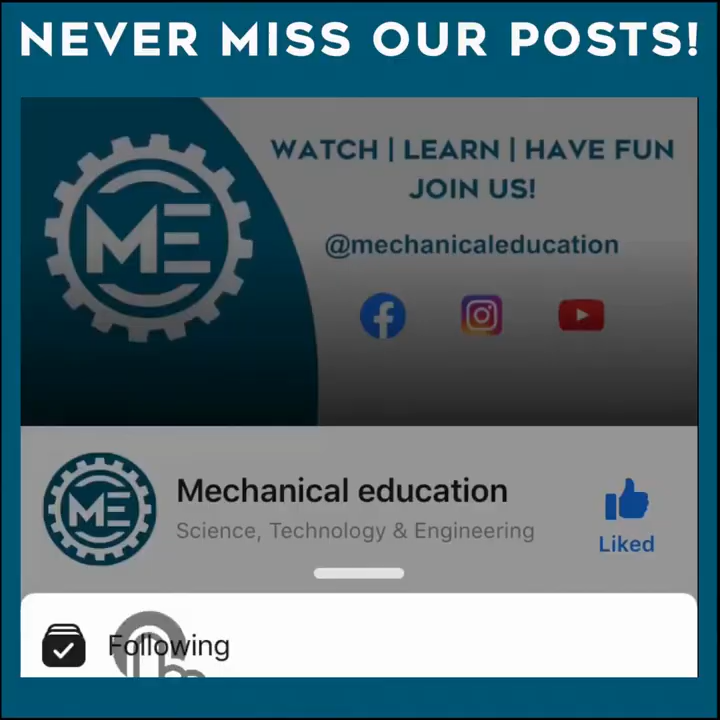 NEVER MISS OUR POSTS!
WATCH | LEARN | HAVE FUN
JOIN US!
@mechanicaleducation
ME
Mechanical education
Science, Technology & Engineering
ME
Liked
Following